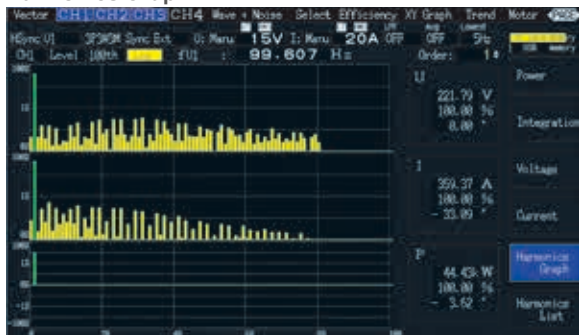 Vector CH1 CH2 CH3 CH4 Wave + Noise Select Efficiency XY Graph Trend Motor
HSync U1 3P3W3M Sync Ext U: Manu 15V I: Manu 20A OFF OFF 5Hz
CH1 Level 100th fU1 : 99.607 Hz Order: 1
U
221.79 V
100.00 %
0.00 °
I
359.37 A
100.00 %
- 33.09 °
P
44.43k W
100.00 %
- 3.62 °
Power
Integration
Voltage
Current
Harmonics
Graph
Harmonics
List